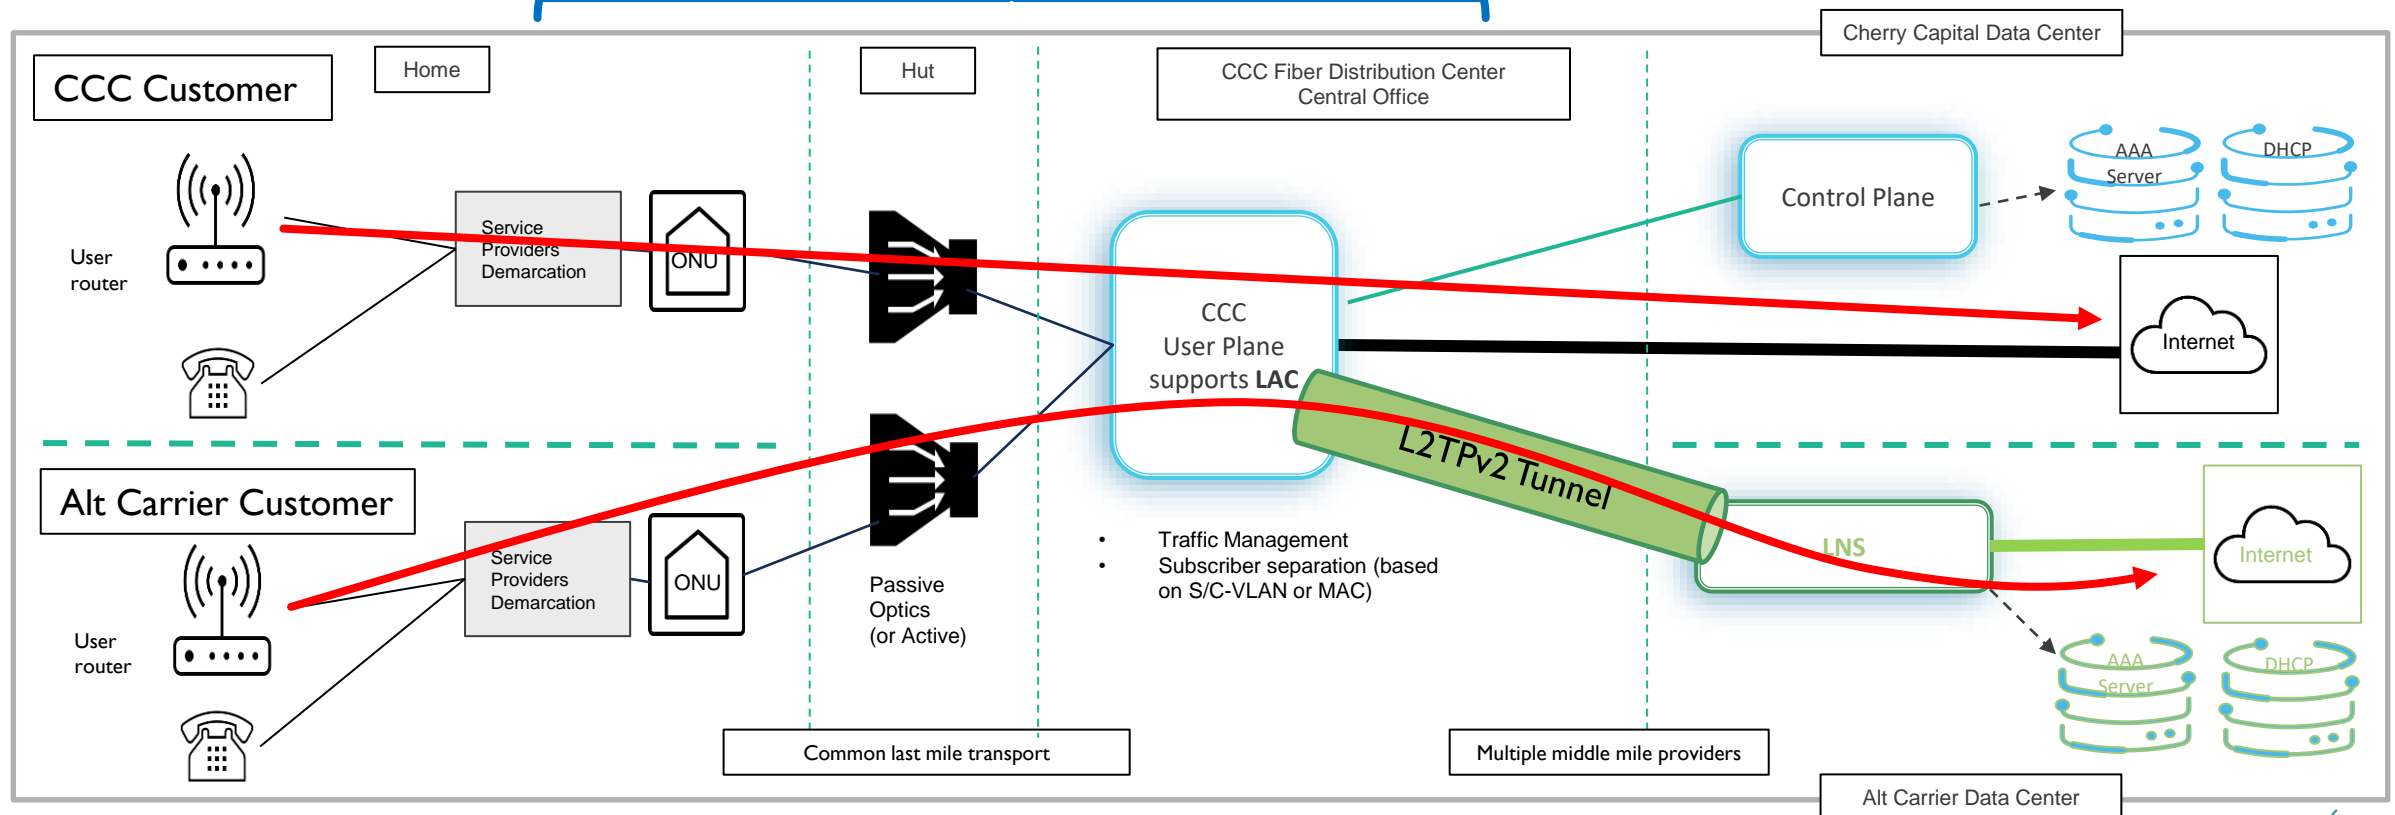 Cherry Capital Data Center
CCC Customer
Home
Hut
CCC Fiber Distribution Center
Central Office
User
router
Service
Providers
Demarcation
ONU
CCC
User Plane
supports LAC
Control Plane
AAA
Server
DHCP
Internet
Alt Carrier Customer
User
router
Service
Providers
Demarcation
ONU
Passive
Optics
(or Active)
• Traffic Management
• Subscriber separation (based
on S/C-VLAN or MAC)
L2TPv2 Tunnel
LNS
Internet
AAA
Server
DHCP
Common last mile transport
Multiple middle mile providers
Alt Carrier Data Center